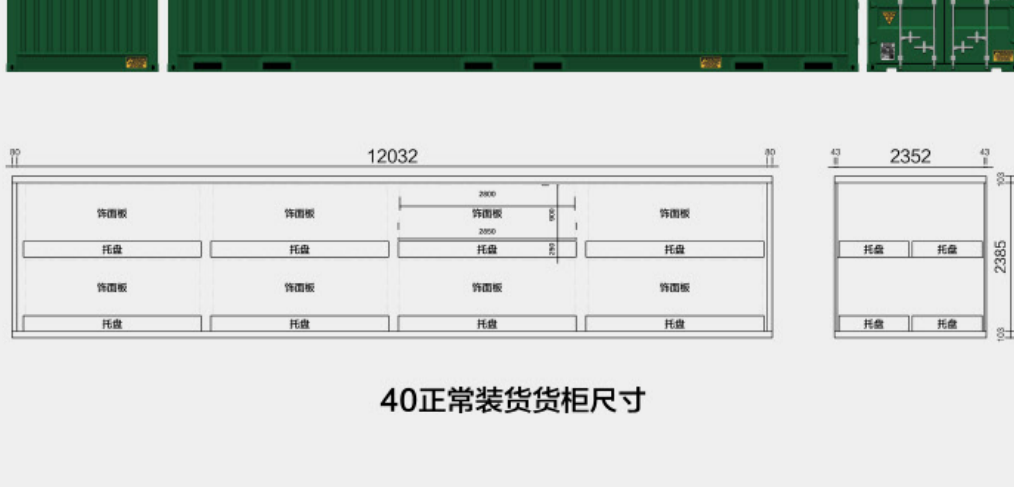 80 12032 80 43 2352 43
103
2800
饰面板 饰面板 饰面板 900 饰面板
2850
托盘 托盘 托盘 250 托盘 托盘 托盘
2385
饰面板 饰面板 饰面板 饰面板
托盘 托盘 托盘 托盘 托盘 托盘
103
40正常装货货柜尺寸